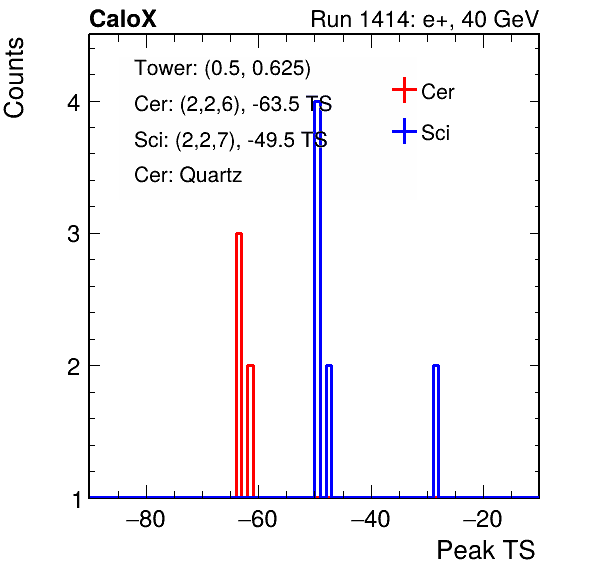 CaloX Run 1414: e+, 40 GeV
Counts
Tower: (0.5, 0.625)
Cer: (2,2,6), -63.5 TS
Sci: (2,2,7), -49.5 TS
Cer: Quartz
Cer
Sci
4
3
2
1
−80 −60 −40 −20
Peak TS